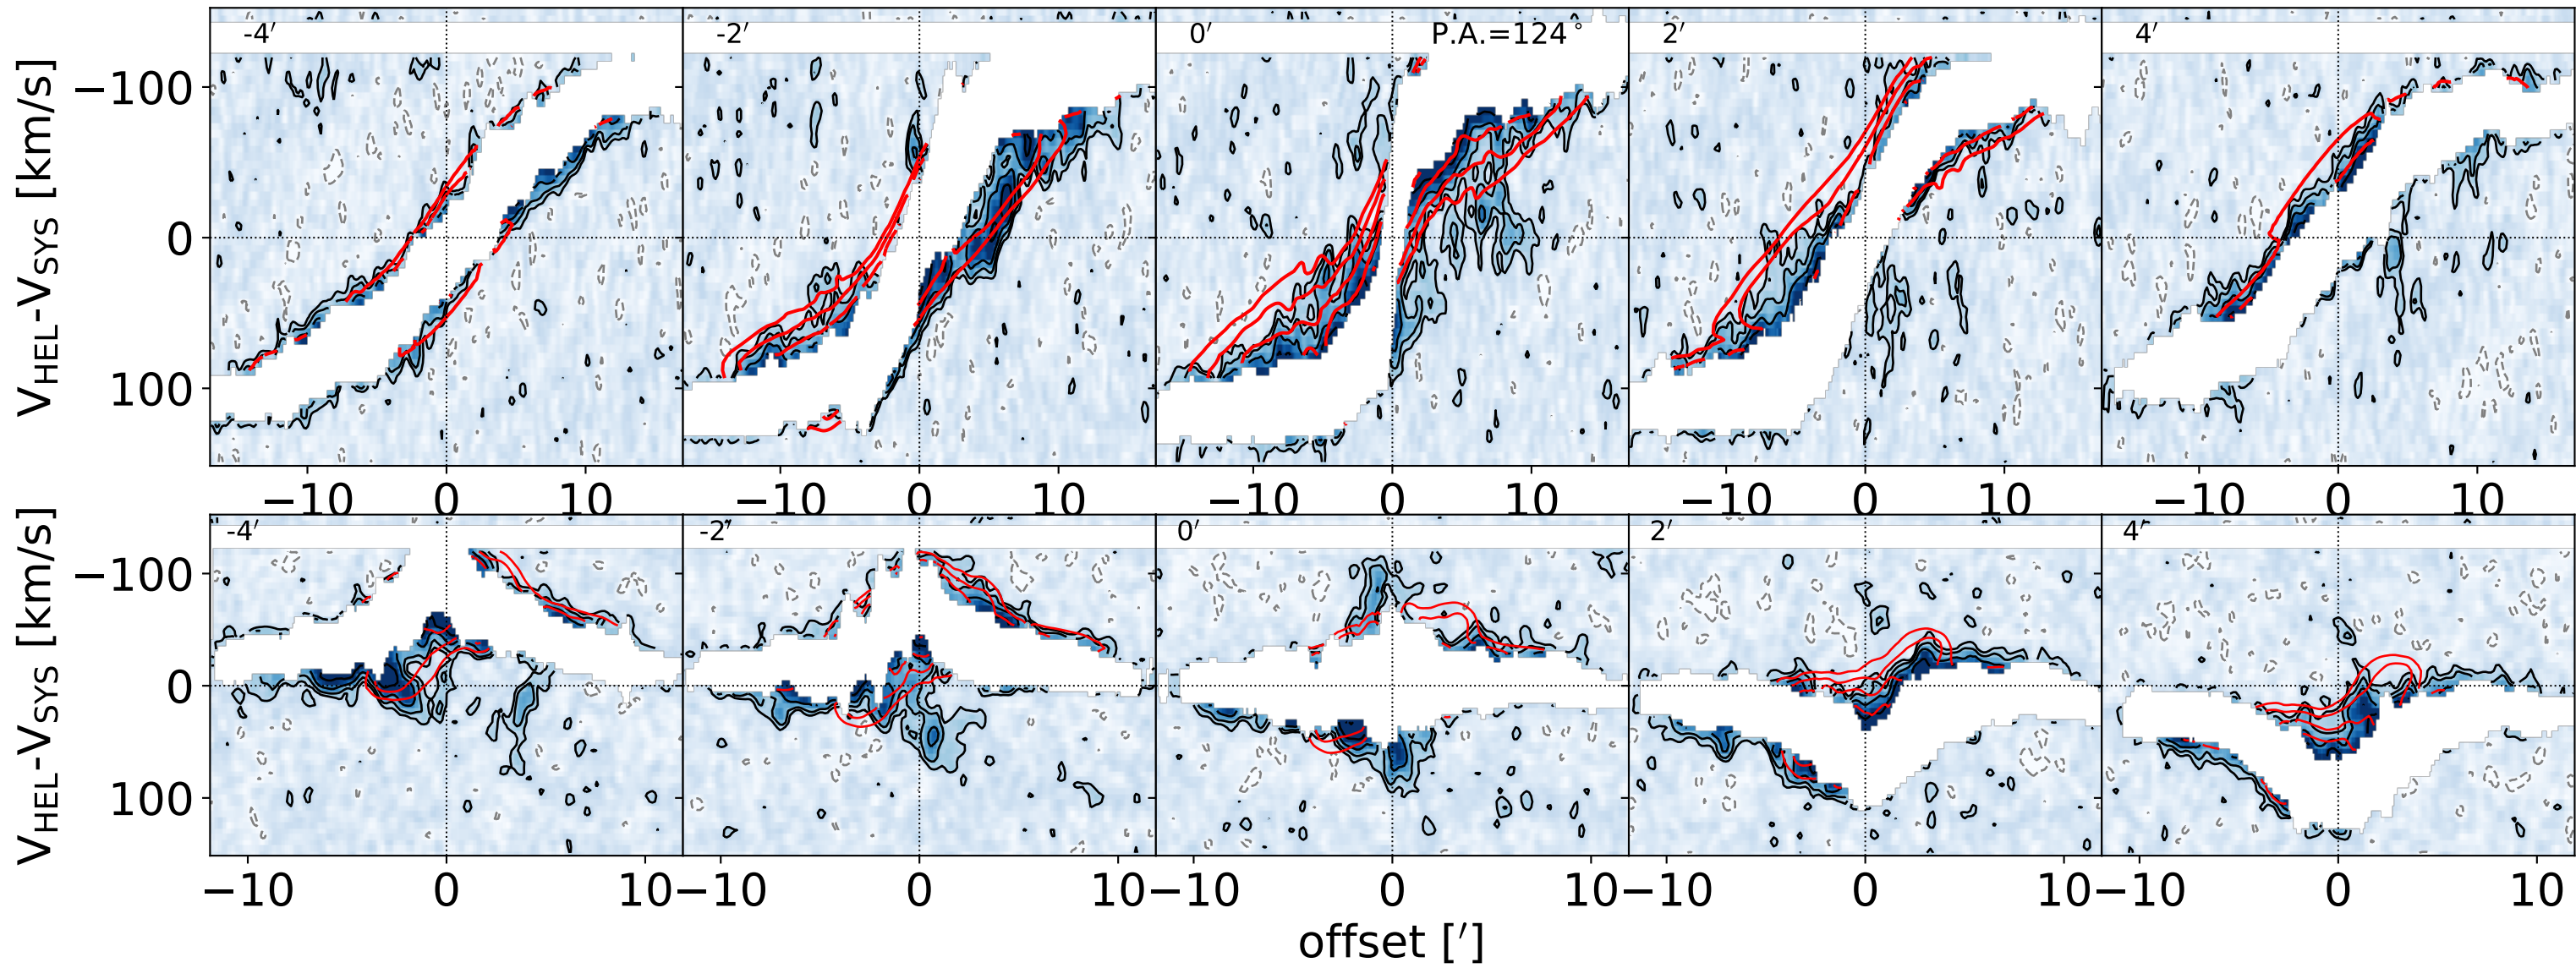 -4′ -2′ 0′ P.A.=124° 2′ 4′
V_HEL-V_SYS [km/s]
−100
0
100
−10 0 10 −10 0 10 −10 0 10 −10 0 10 −10 0 10
-4′ -2′ 0′ 2′ 4′
V_HEL-V_SYS [km/s]
−100
0
100
−10 0 10 −10 0 10 −10 0 10 −10 0 10 −10 0 10
offset [′]